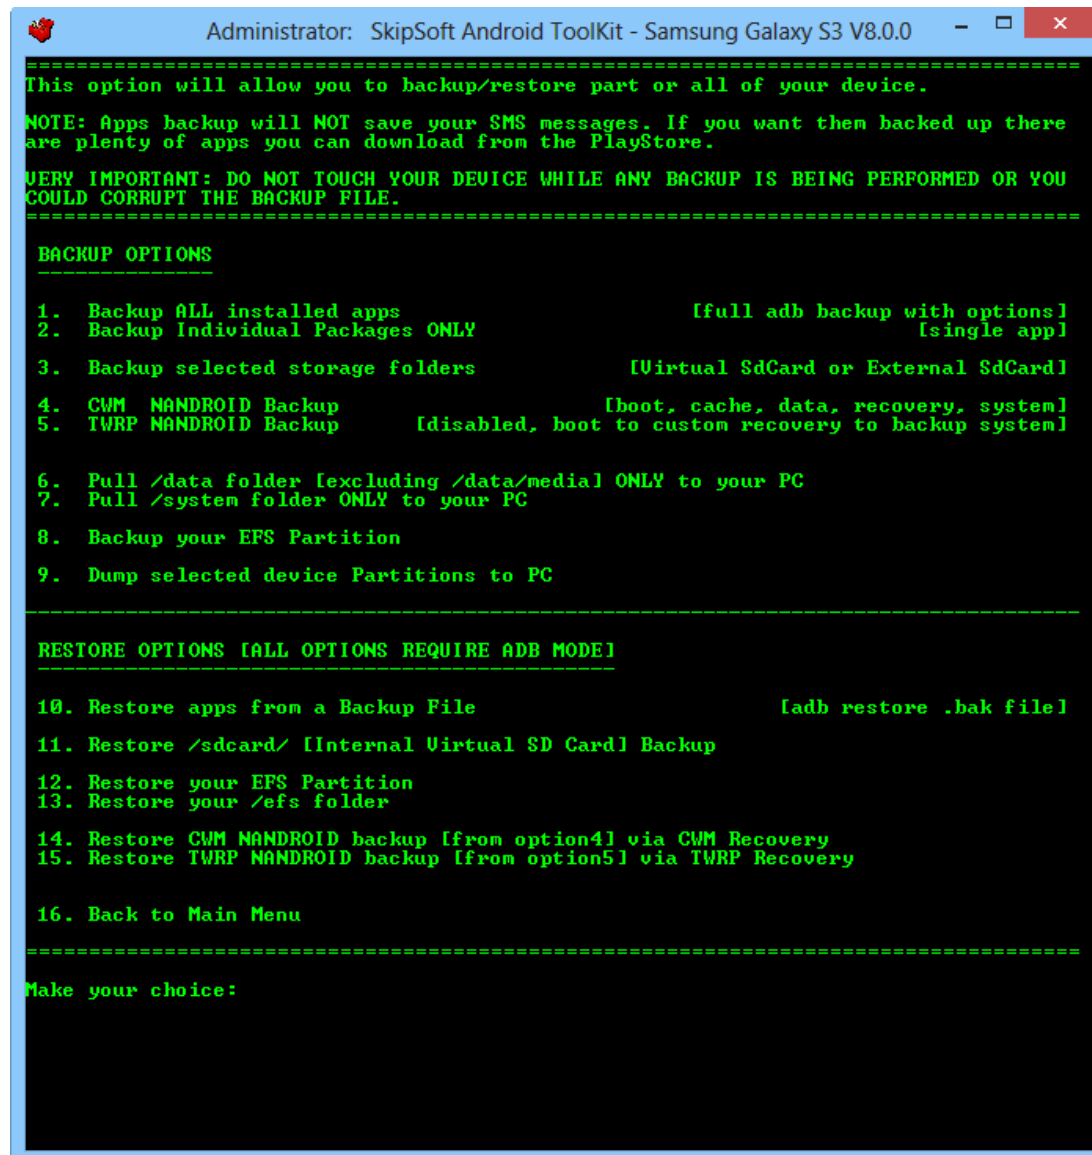 Administrator:  SkipSoft Android ToolKit - Samsung Galaxy S3 V8.0.0
This option will allow you to backup/restore part or all of your device.
NOTE: Apps backup will NOT save your SMS messages. If you want them backed up there
are plenty of apps you can download from the PlayStore.
VERY IMPORTANT: DO NOT TOUCH YOUR DEVICE WHILE ANY BACKUP IS BEING PERFORMED OR YOU
COULD CORRUPT THE BACKUP FILE.
BACKUP OPTIONS
1.  Backup ALL installed apps [full adb backup with options]
2.  Backup Individual Packages ONLY [single app]
3.  Backup selected storage folders [Virtual SdCard or External SdCard]
4.  CWM  NANDROID Backup [boot, cache, data, recovery, system]
5.  TWRP NANDROID Backup [disabled, boot to custom recovery to backup system]
6.  Pull /data folder [excluding /data/media] ONLY to your PC
7.  Pull /system folder ONLY to your PC
8.  Backup your EFS Partition
9.  Dump selected device Partitions to PC
RESTORE OPTIONS [ALL OPTIONS REQUIRE ADB MODE]
10. Restore apps from a Backup File [adb restore .bak file]
11. Restore /sdcard/ [Internal Virtual SD Card] Backup
12. Restore your EFS Partition
13. Restore your /efs folder
14. Restore CWM NANDROID backup [from option4] via CWM Recovery
15. Restore TWRP NANDROID backup [from option5] via TWRP Recovery
16. Back to Main Menu
Make your choice: